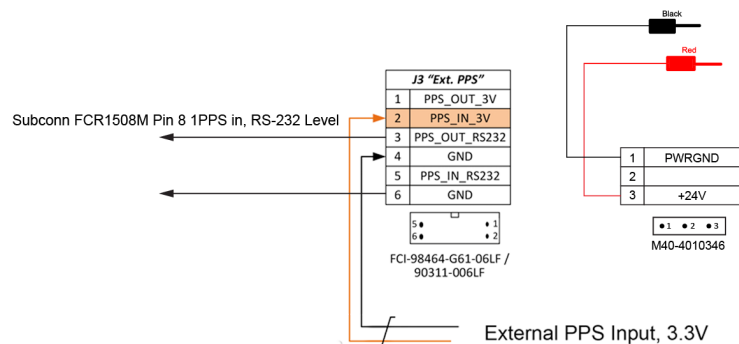 Black
Red
J3 "Ext. PPS"
1 PPS_OUT_3V
2 PPS_IN_3V
3 PPS_OUT_RS232
4 GND
5 PPS_IN_RS232
6 GND
Subconn FCR1508M Pin 8 1PPS in, RS-232 Level
1 PWRGND
2
3 +24V
5 1
6 2
1 2 3
M40-4010346
FCI-98464-G61-06LF /
90311-006LF
External PPS Input, 3.3V